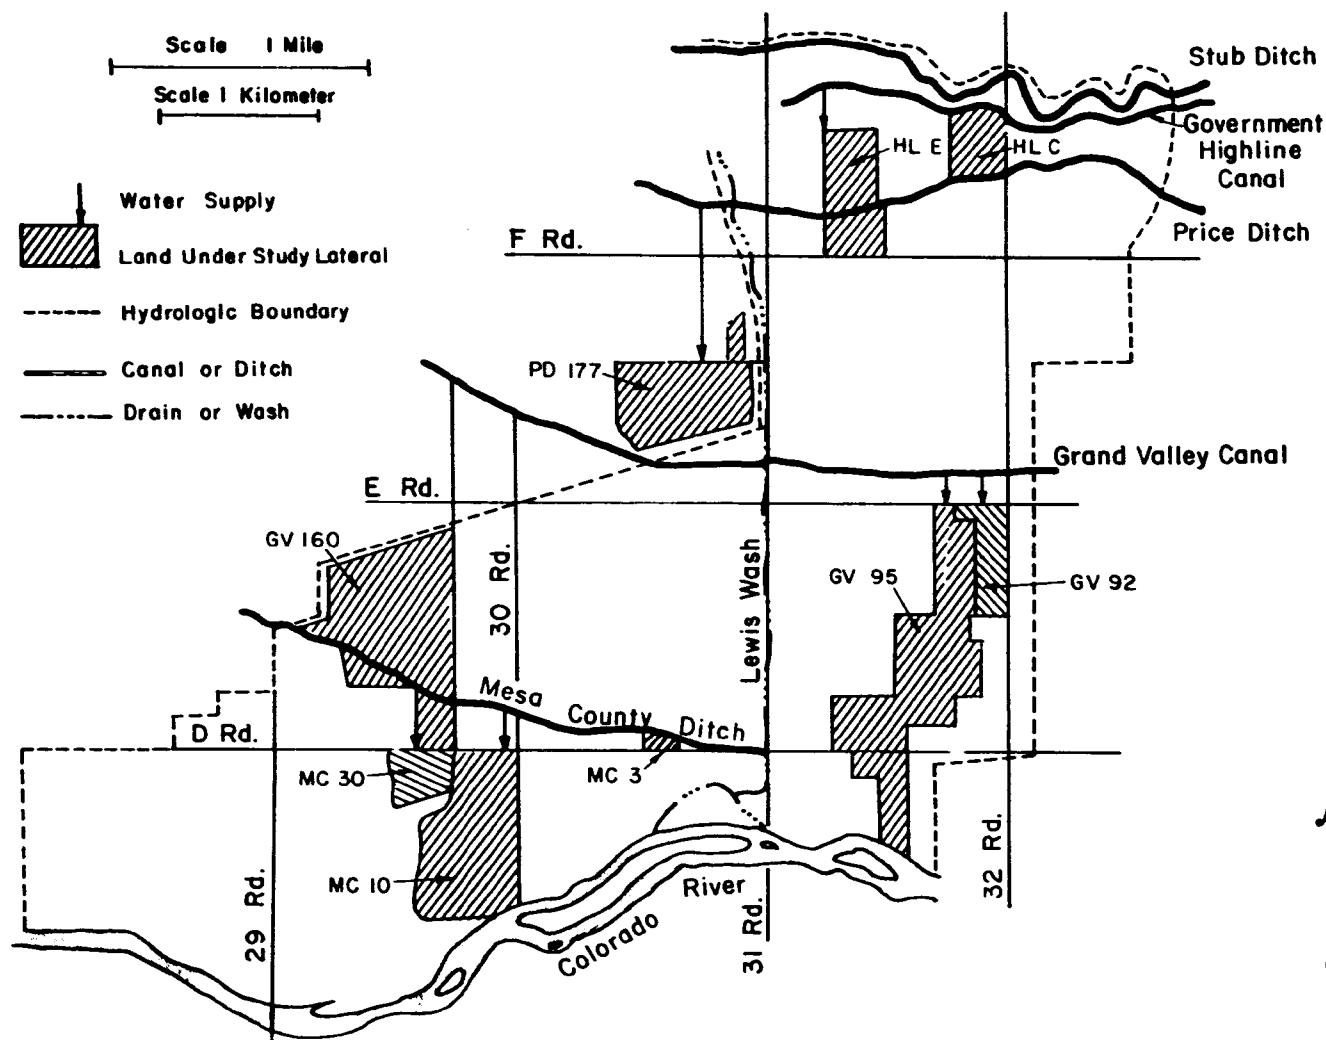 Scale 1 Mile
Scale 1 Kilometer
Water Supply
Land Under Study Lateral
Hydrologic Boundary
Canal or Ditch
Drain or Wash
Stub Ditch
Government
Highline
Canal
HL E
HL C
Price Ditch
F Rd.
PD 177
Grand Valley Canal
E Rd.
GV 160
30 Rd.
Lewis Wash
GV 95
GV 92
Mesa County Ditch
D Rd.
MC 30
MC 3
MC 10
29 Rd.
Colorado River
31 Rd.
32 Rd.